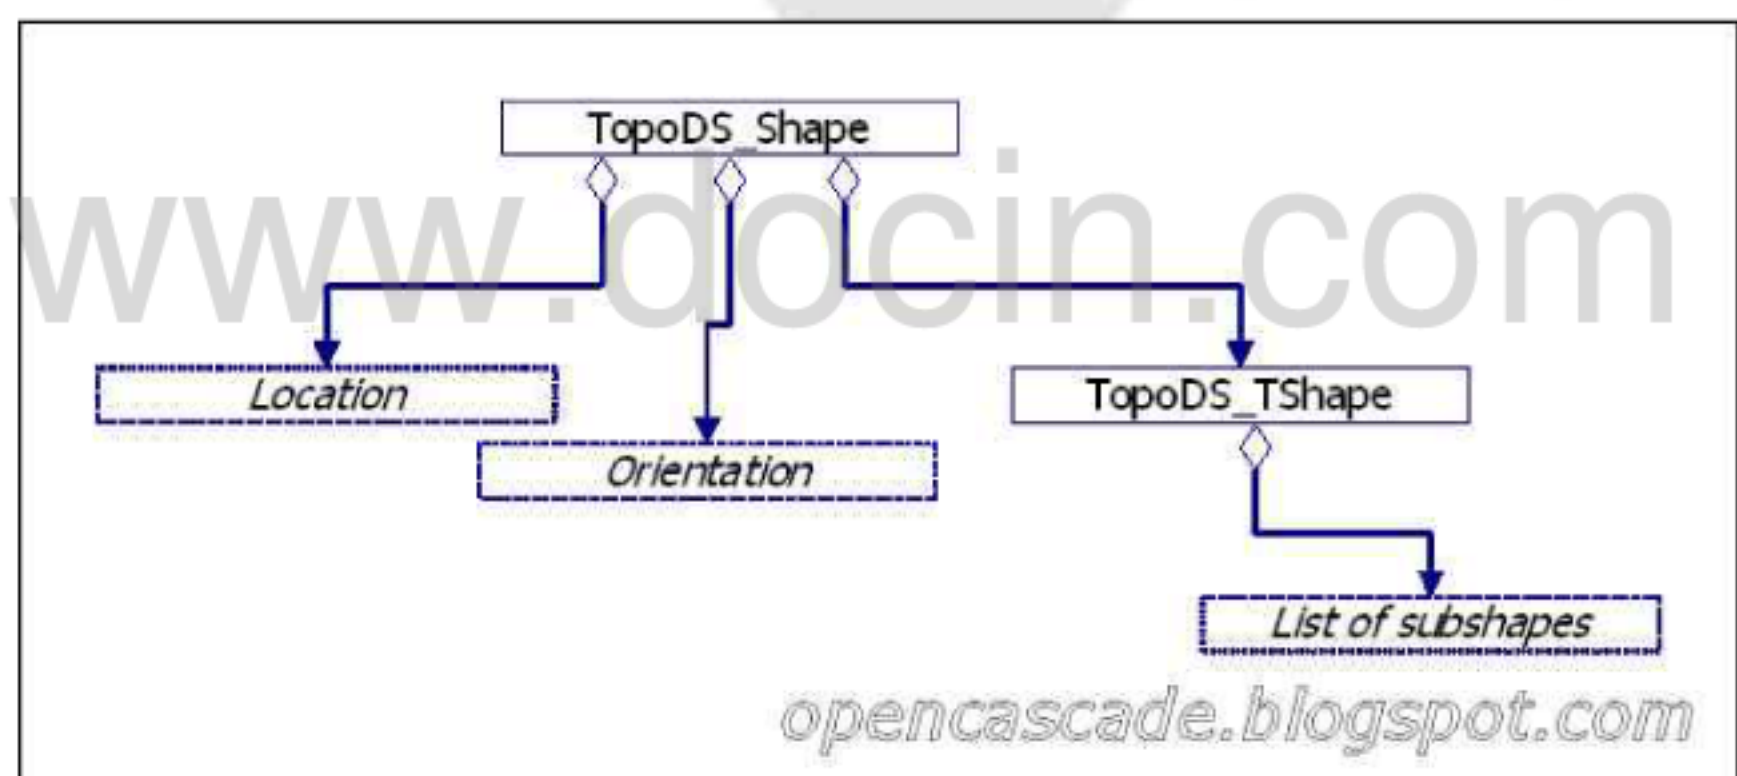 TopoDS_Shape
www.docin.com
Location
TopoDS_TShape
Orientation
List of subshapes
opencascade.blogspot.com